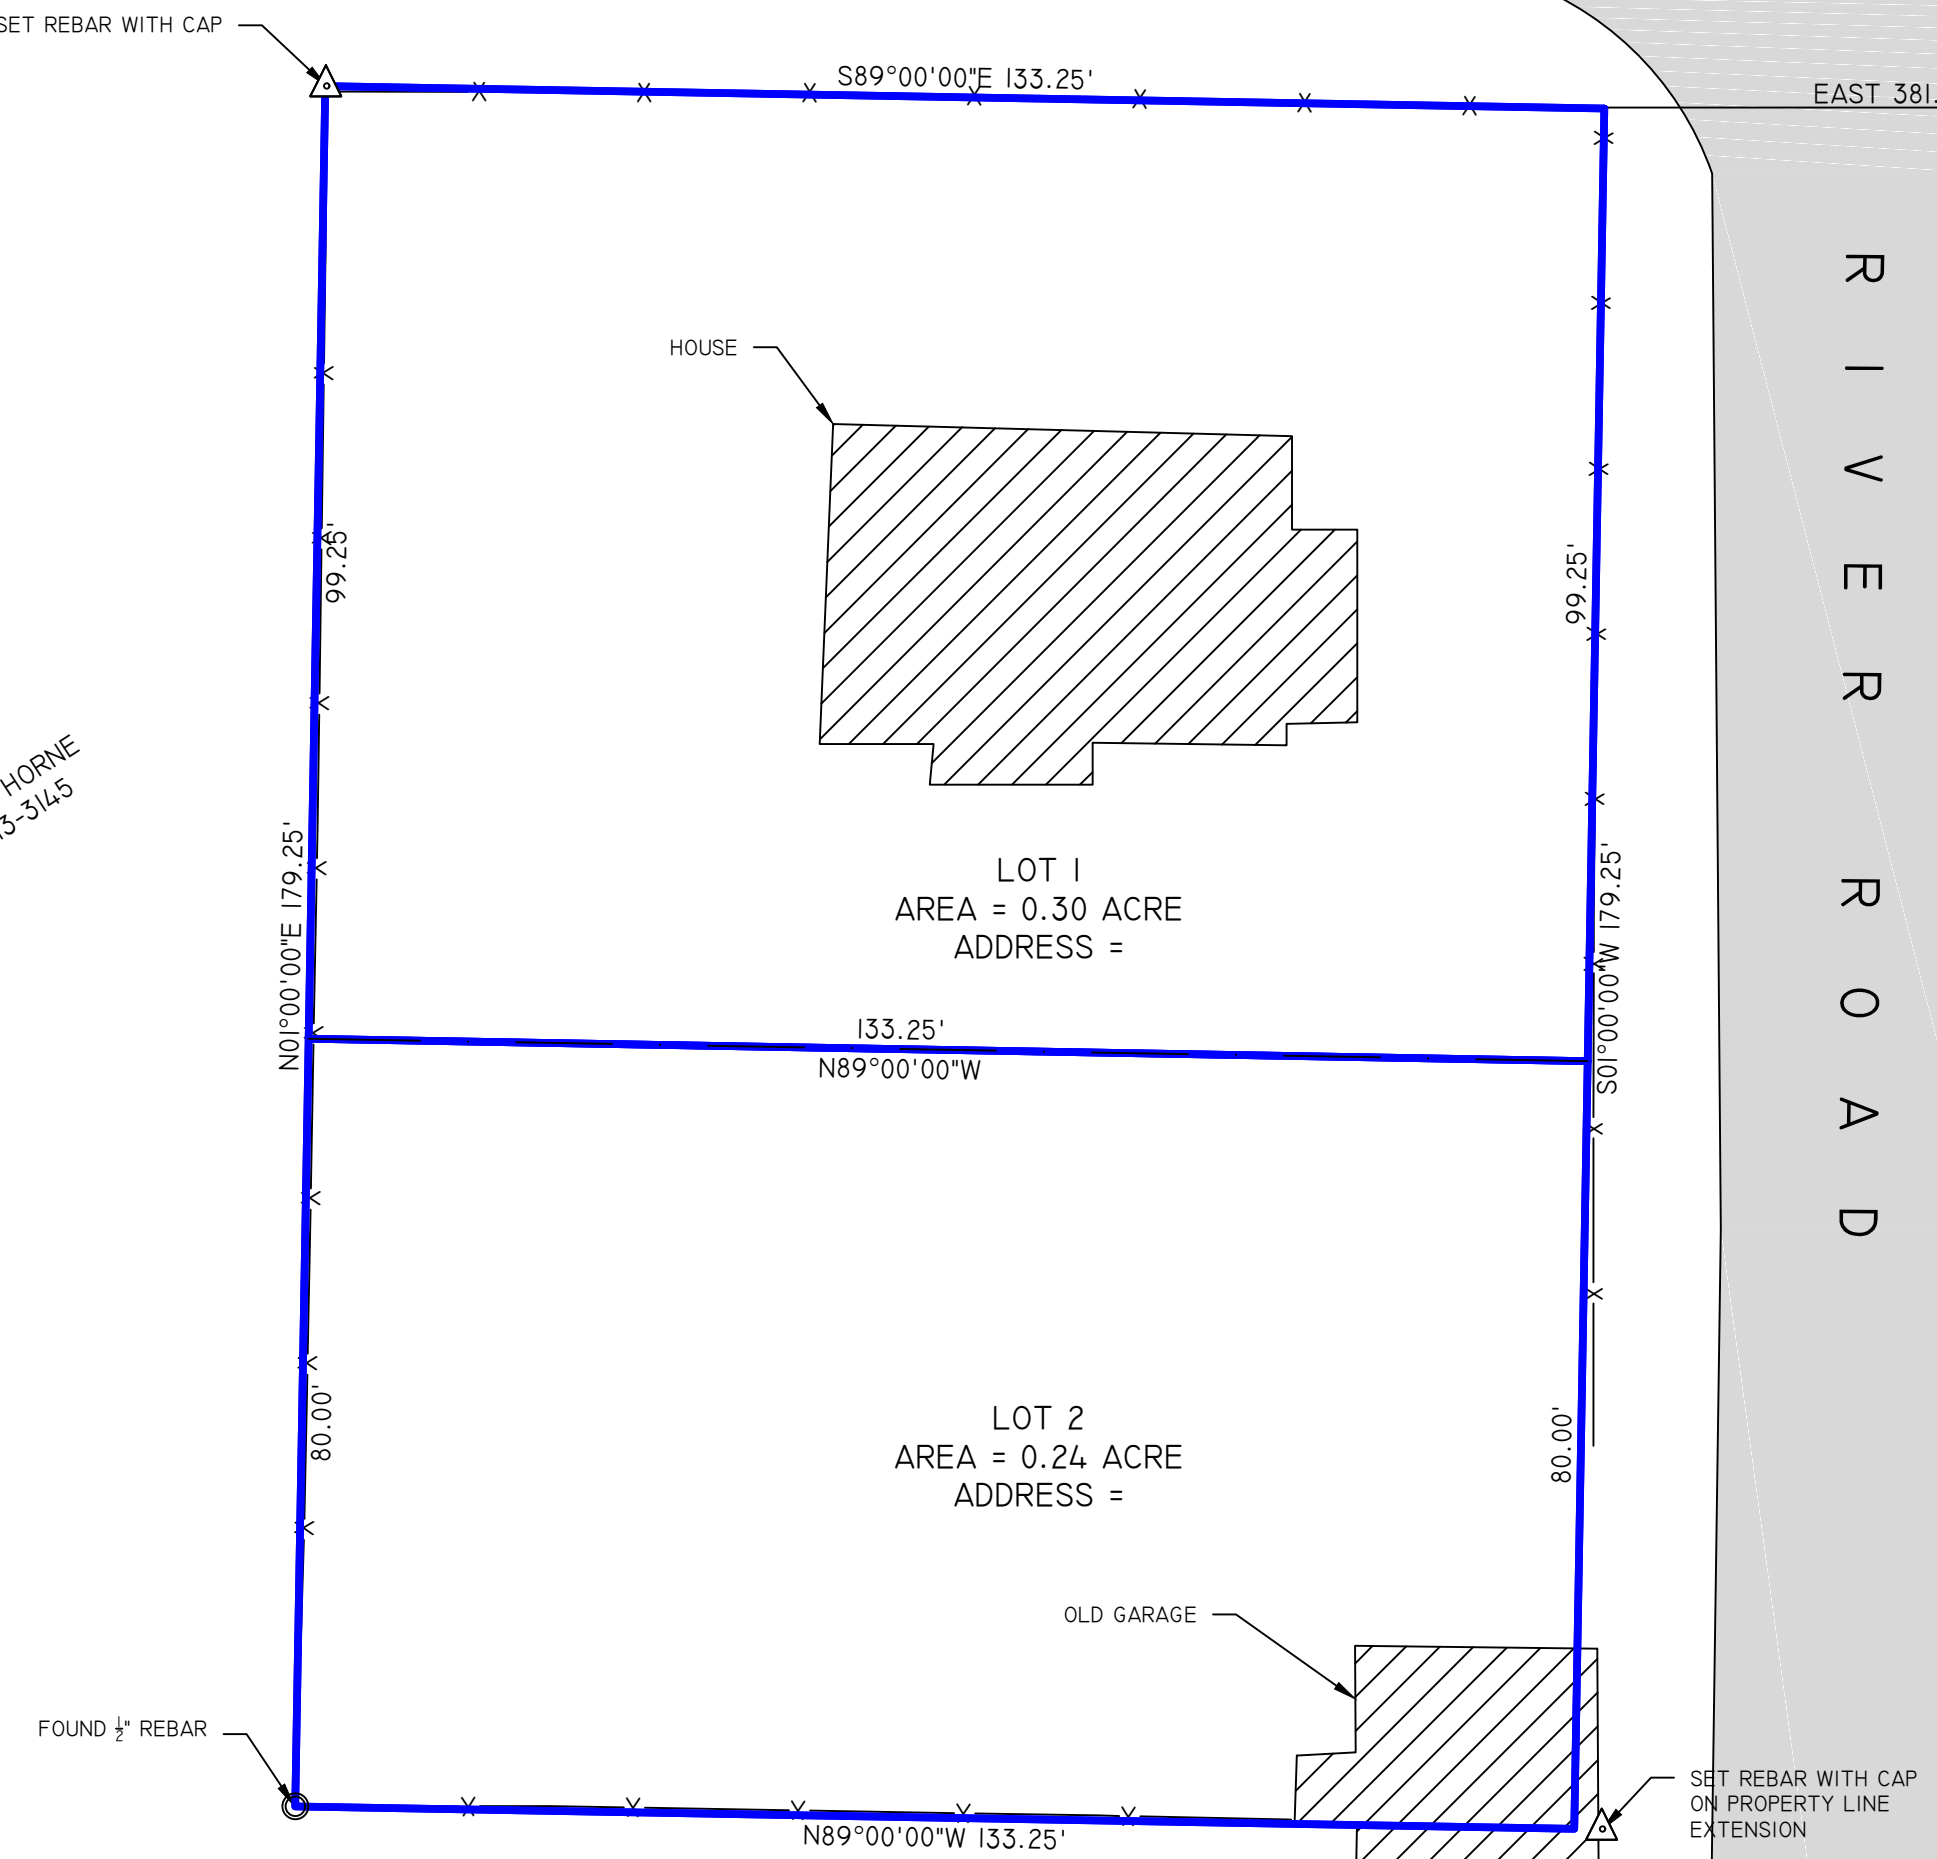 SET REBAR WITH CAP
S89°00'00"E 133.25'
EAST 381.
HOUSE
99.25'
99.25'
RIVER ROAD
HORNE
13-3145
N01°00'00"E 179.25'
S01°00'00"W 179.25'
LOT 1
AREA = 0.30 ACRE
ADDRESS =
133.25'
N89°00'00"W
80.00'
80.00'
LOT 2
AREA = 0.24 ACRE
ADDRESS =
OLD GARAGE
FOUND ½" REBAR
SET REBAR WITH CAP
ON PROPERTY LINE
EXTENSION
N89°00'00"W 133.25'